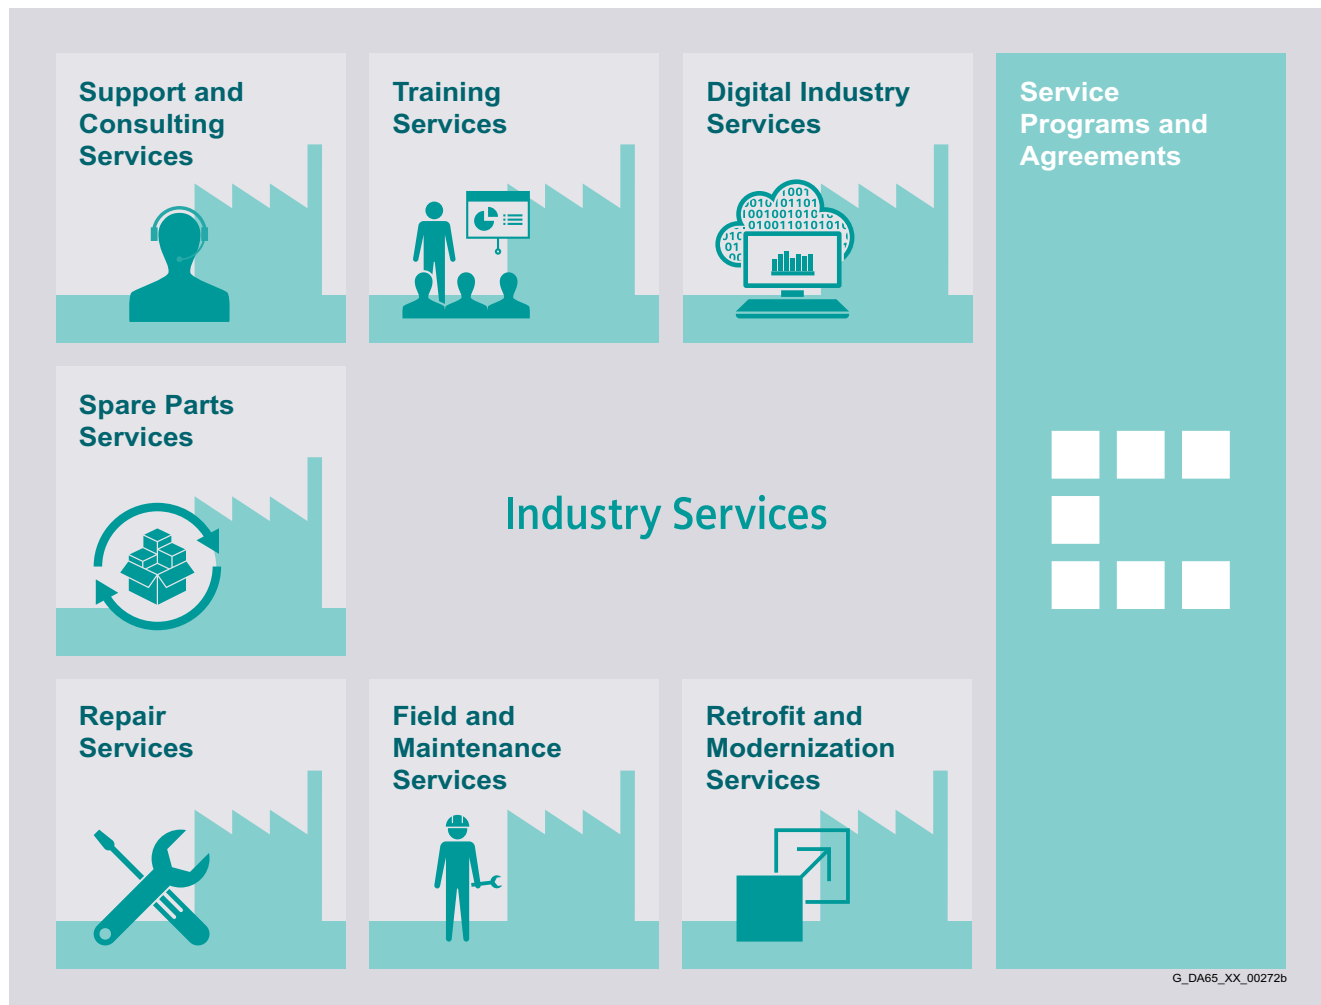 Support and
Consulting
Services
Training
Services
Digital Industry
Services
Service
Programs and
Agreements
Spare Parts
Services
Industry Services
Repair
Services
Field and
Maintenance
Services
Retrofit and
Modernization
Services
G_DA65_XX_00272b